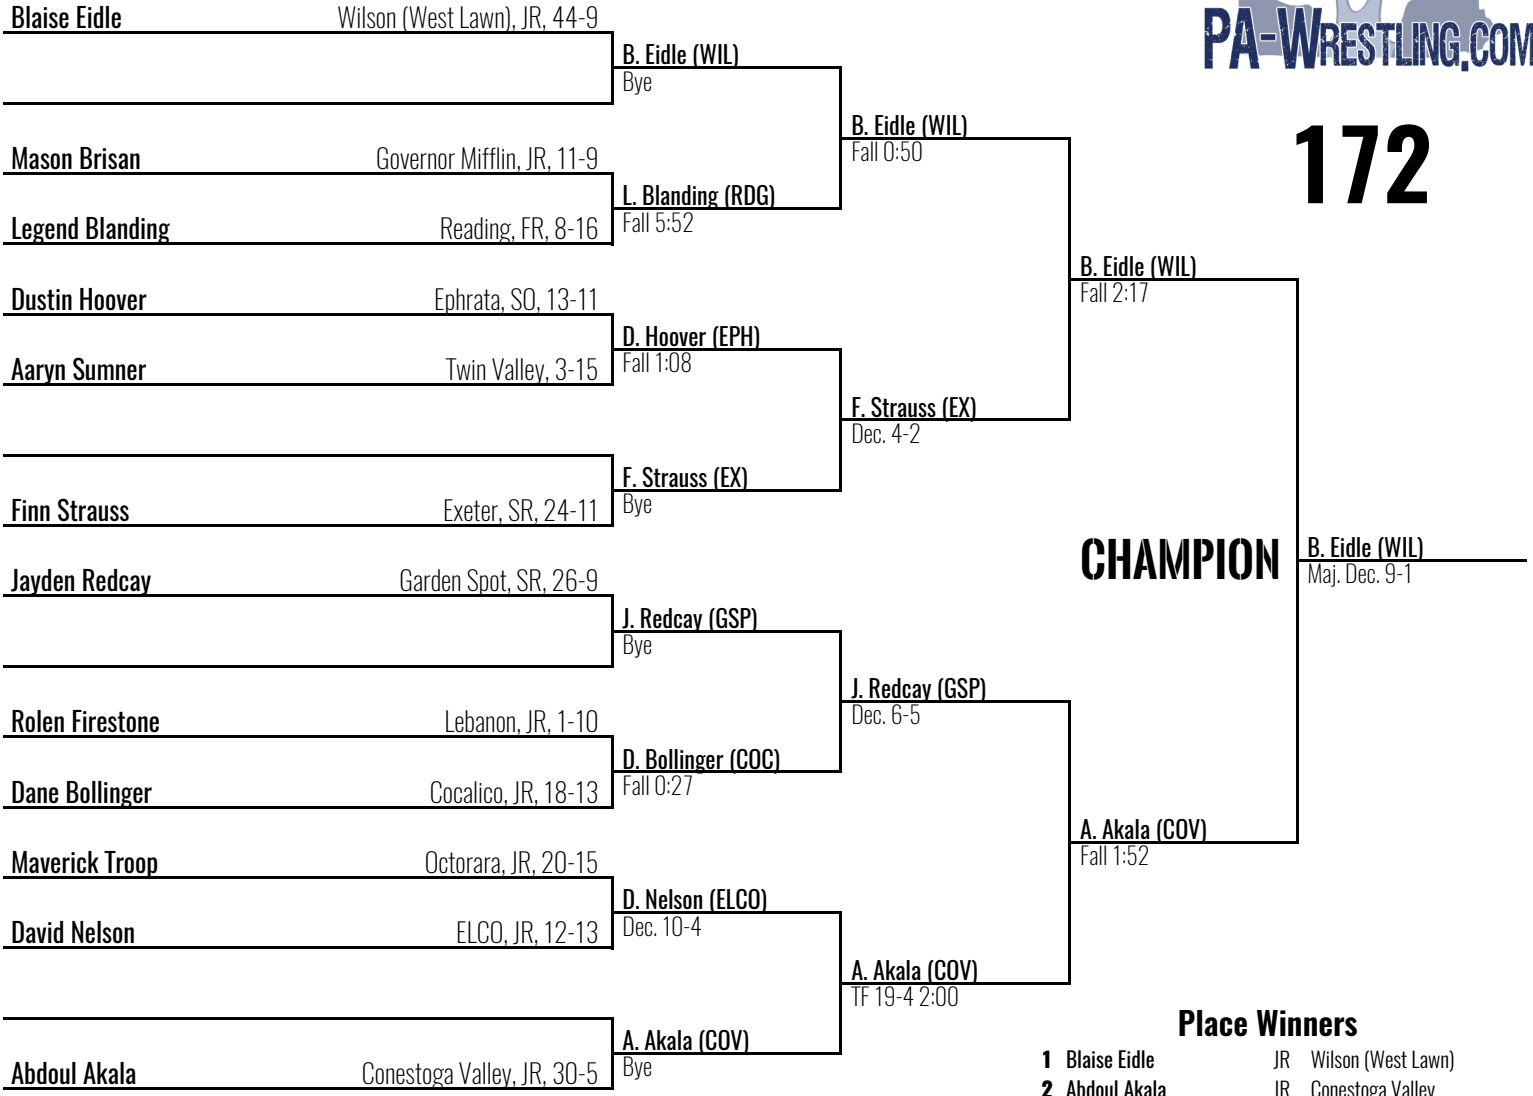 Blaise Eidle Wilson (West Lawn), JR, 44-9
PA-WRESTLING.COM
B. Eidle (WIL)
Bye
172
B. Eidle (WIL)
Fall 0:50
Mason Brisan Governor Mifflin, JR, 11-9
L. Blanding (RDG)
Fall 5:52
Legend Blanding Reading, FR, 8-16
B. Eidle (WIL)
Fall 2:17
Dustin Hoover Ephrata, SO, 13-11
D. Hoover (EPH)
Fall 1:08
Aaryn Sumner Twin Valley, 3-15
F. Strauss (EX)
Dec. 4-2
F. Strauss (EX)
Bye
Finn Strauss Exeter, SR, 24-11
CHAMPION
B. Eidle (WIL)
Maj. Dec. 9-1
Jayden Redcay Garden Spot, SR, 26-9
J. Redcay (GSP)
Bye
J. Redcay (GSP)
Dec. 6-5
Rolen Firestone Lebanon, JR, 1-10
D. Bollinger (COC)
Fall 0:27
Dane Bollinger Cocalico, JR, 18-13
A. Akala (COV)
Fall 1:52
Maverick Troop Octorara, JR, 20-15
D. Nelson (ELCO)
Dec. 10-4
David Nelson ELCO, JR, 12-13
A. Akala (COV)
TF 19-4 2:00
A. Akala (COV)
Bye
Abdoul Akala Conestoga Valley, JR, 30-5
Place Winners
1 Blaise Eidle JR Wilson (West Lawn)
2 Abdoul Akala JR Conestoga Valley